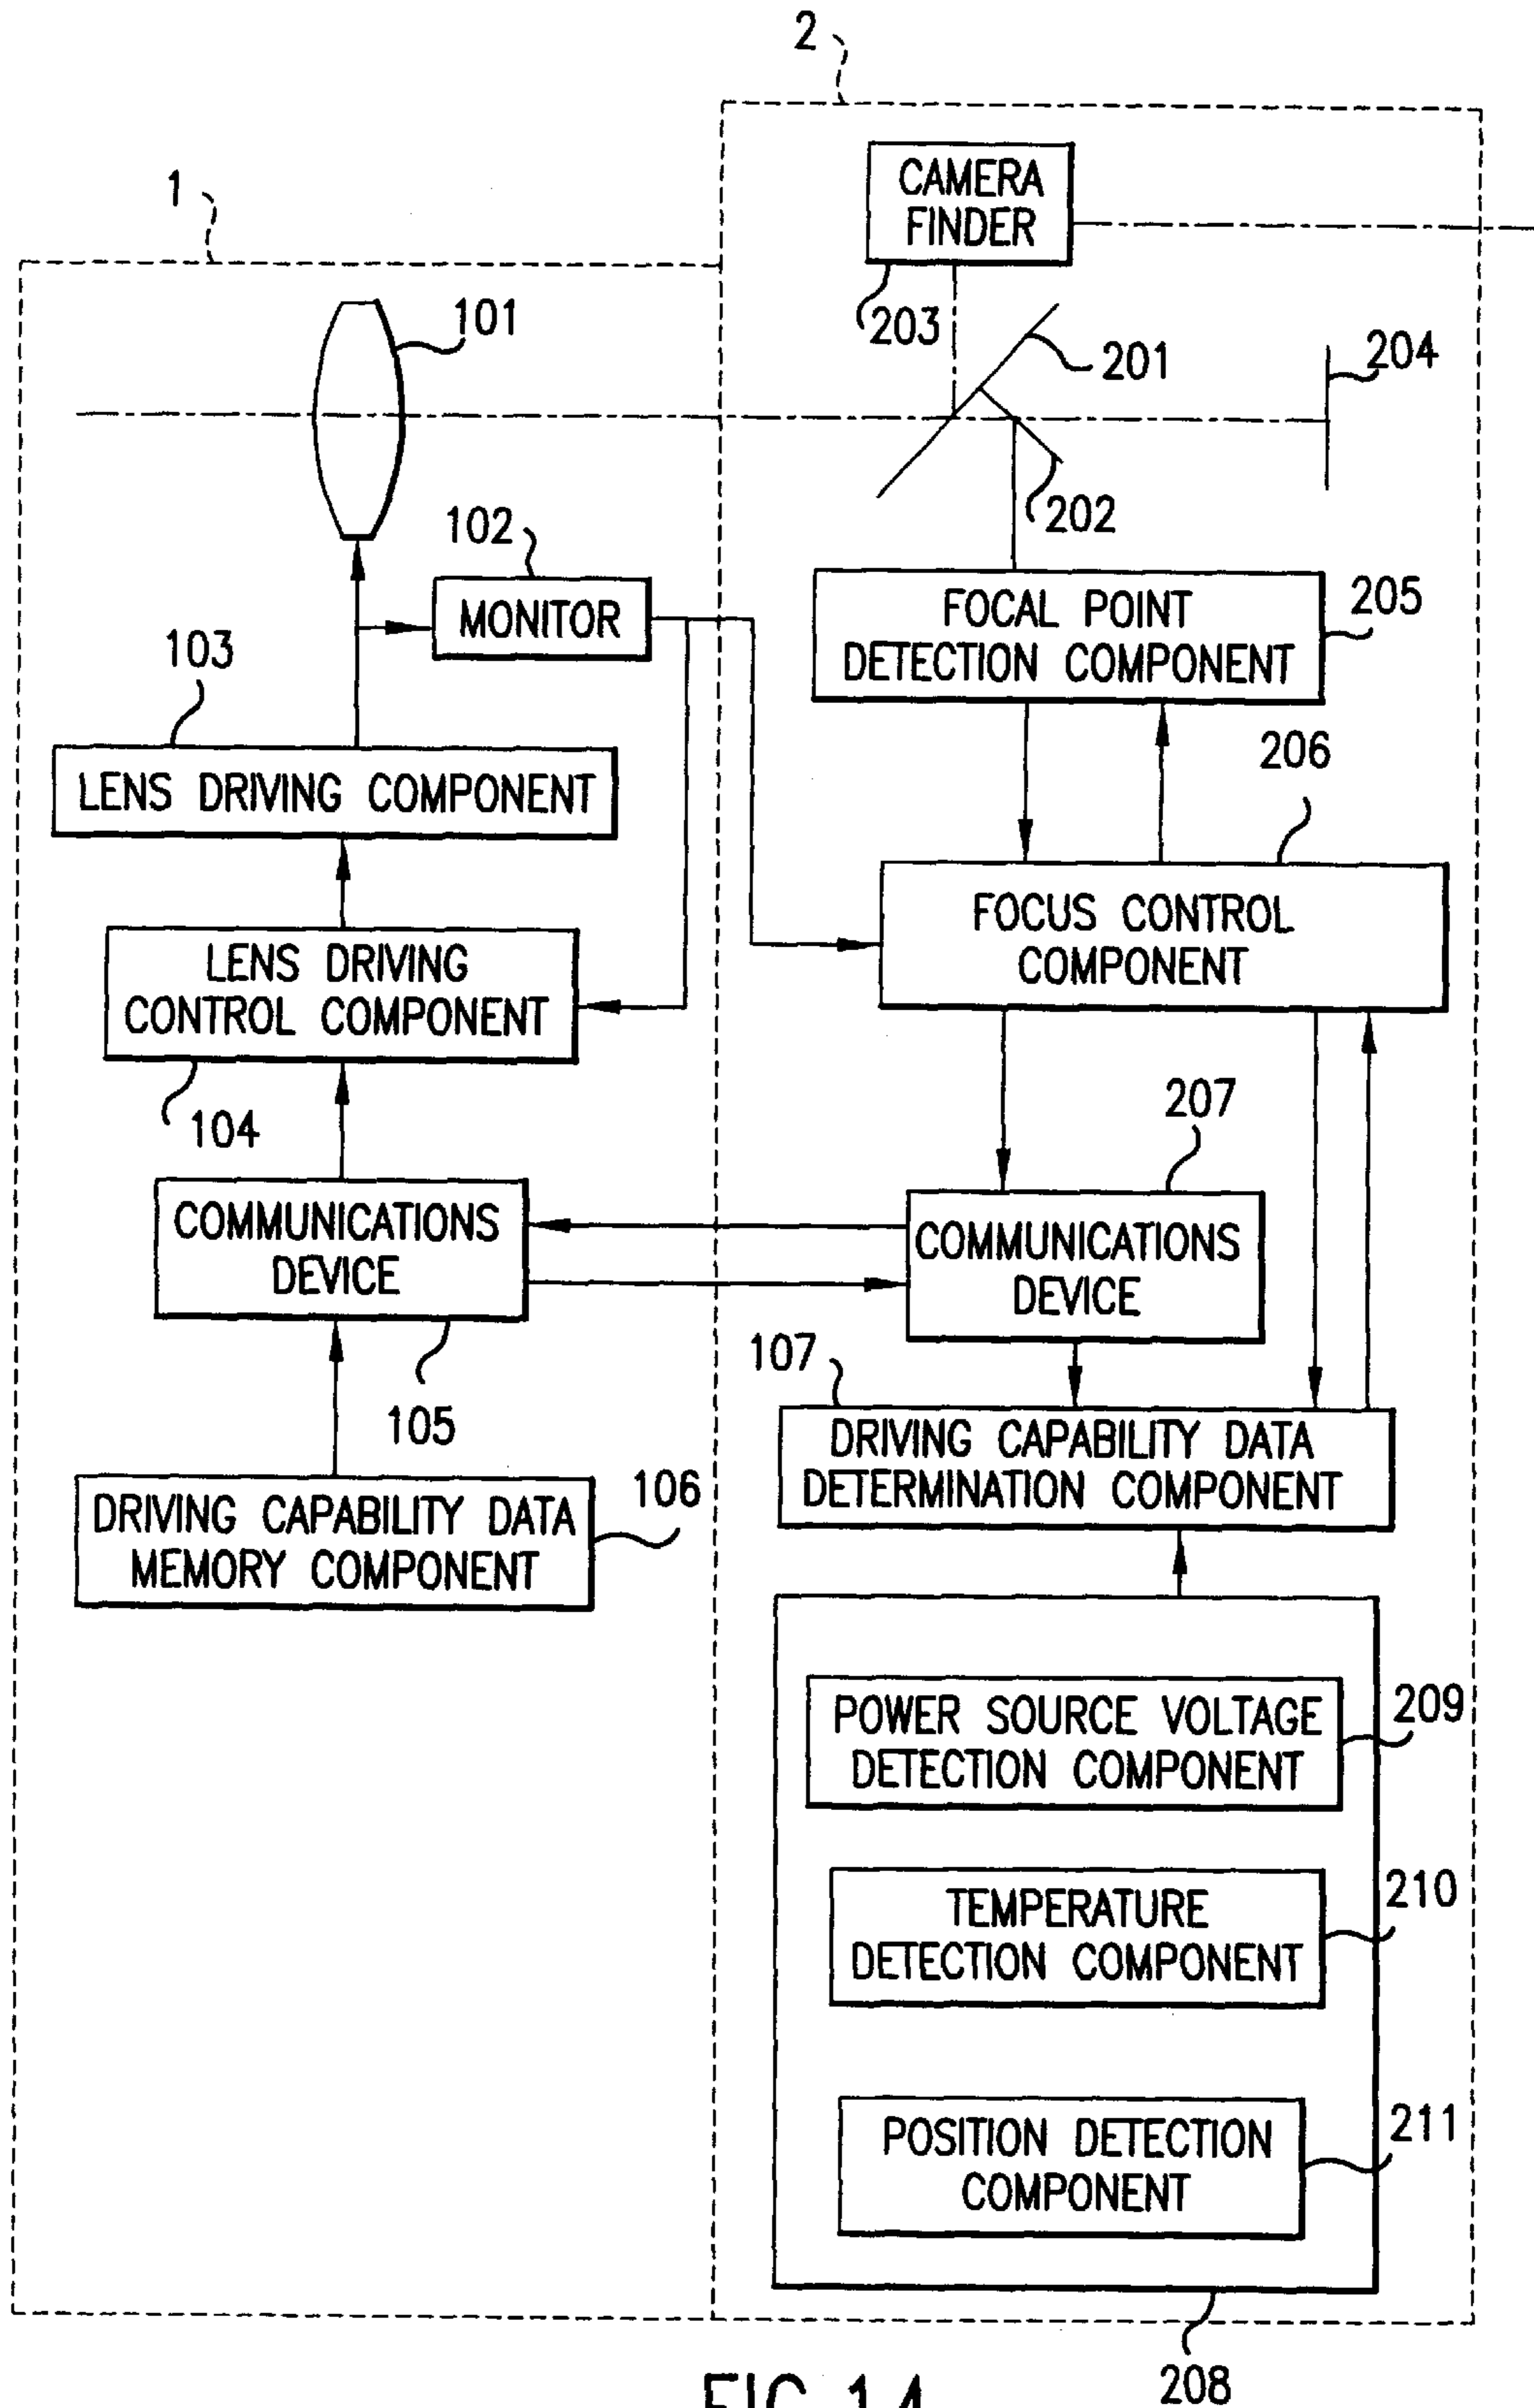 2
CAMERA
FINDER
1
203
101
201
204
202
102
MONITOR
FOCAL POINT
DETECTION COMPONENT
205
103
LENS DRIVING COMPONENT
206
FOCUS CONTROL
COMPONENT
LENS DRIVING
CONTROL COMPONENT
104
207
COMMUNICATIONS
DEVICE
COMMUNICATIONS
DEVICE
105
107
DRIVING CAPABILITY DATA
DETERMINATION COMPONENT
DRIVING CAPABILITY DATA
MEMORY COMPONENT
106
POWER SOURCE VOLTAGE
DETECTION COMPONENT
209
TEMPERATURE
DETECTION COMPONENT
210
POSITION DETECTION
COMPONENT
211
208
FIG.14